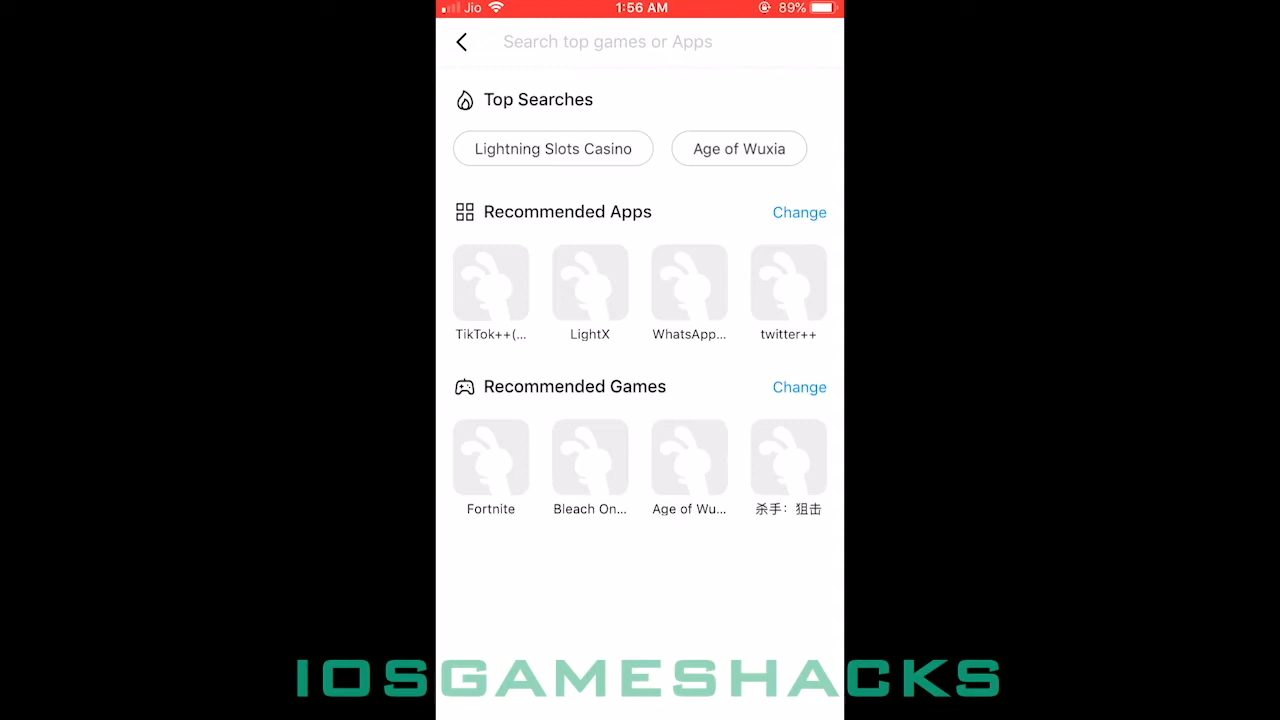 Jio 1:56 AM 89%
Search top games or Apps
Top Searches
Lightning Slots Casino Age of Wuxia
Recommended Apps Change
TikTok++(... LightX WhatsApp... twitter++
Recommended Games Change
Fortnite Bleach On... Age of Wu... 杀手：狙击
IOSGAMESHACKS